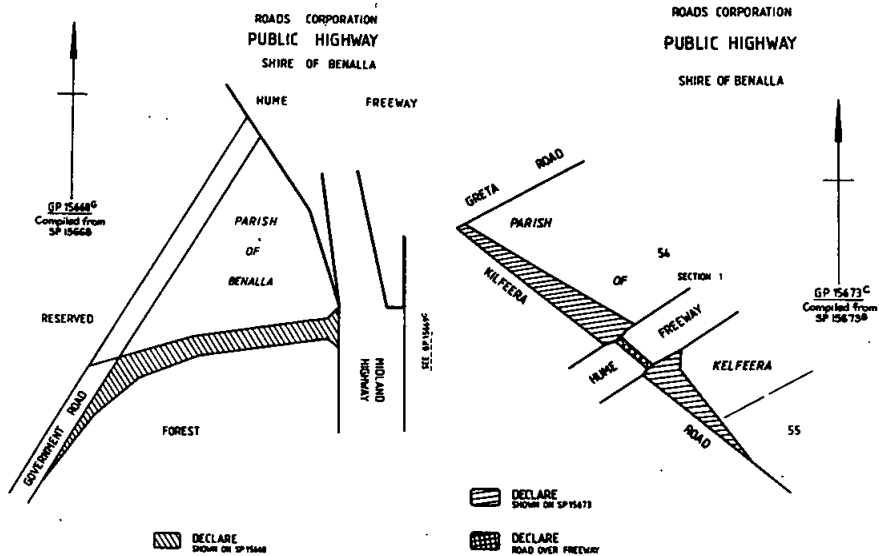 ROADS CORPORATION
PUBLIC HIGHWAY
SHIRE OF BENALLA
HUME FREEWAY
GP 15668G
Compiled from
SP 15668
PARISH
OF
BENALLA
RESERVED
GOVERNMENT ROAD
FOREST
MIDLAND
HIGHWAY
DECLARE
SHOWN ON SP 15668
ROADS CORPORATION
PUBLIC HIGHWAY
SHIRE OF BENALLA
GRETA ROAD
PARISH
OF
54
SECTION 1
KILFEERA
GP 15673C
Compiled from
SP 15673B
HUME FREEWAY
KELFEERA
ROAD
55
DECLARE
SHOWN ON SP15673
DECLARE
ROAD OVER FREEWAY